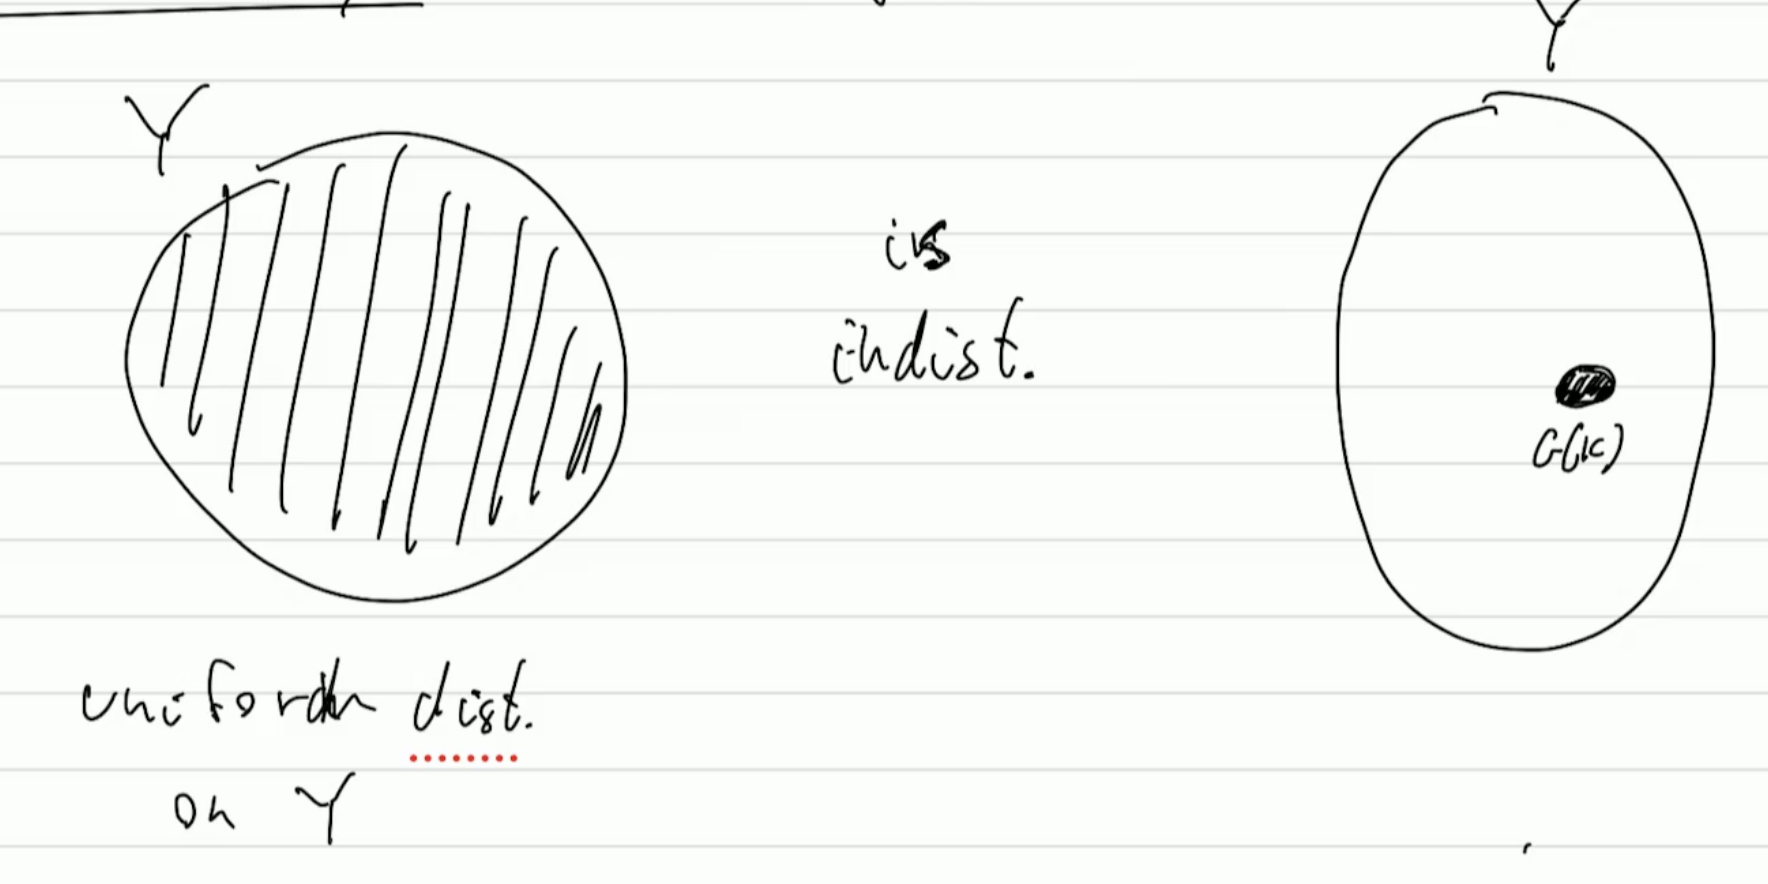 Y
Y
is
indist.
G(K)
uniform dist.
on Y